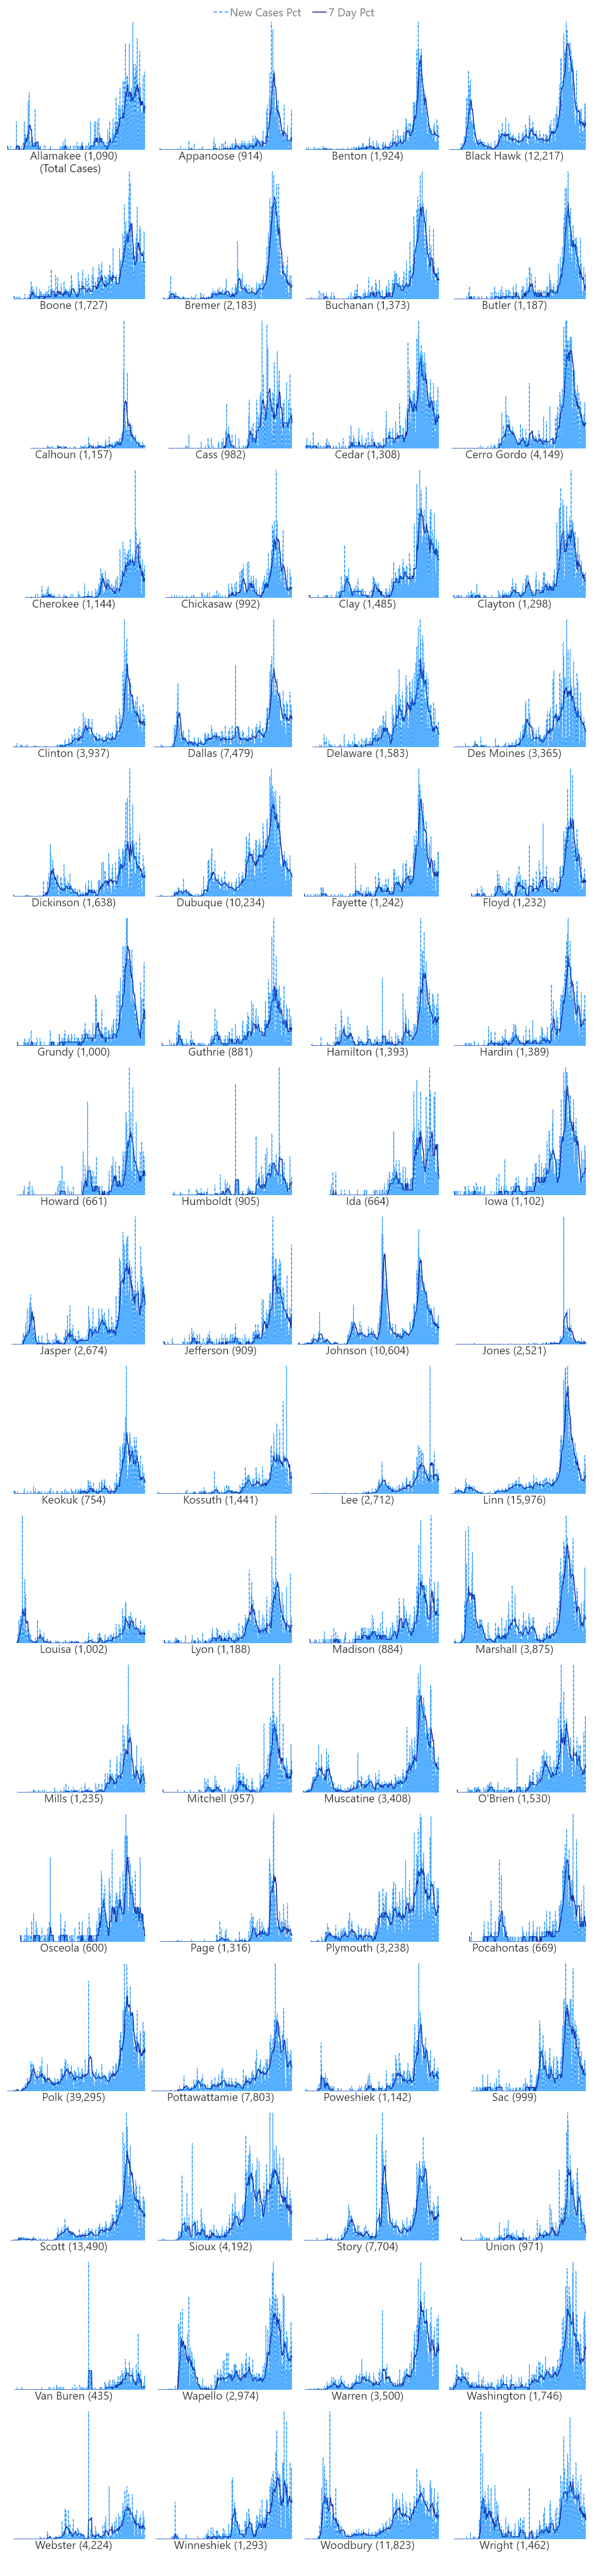 New Cases Pct 7 Day Pct
Allamakee (1,090) Appanoose (914) Benton (1,924) Black Hawk (12,217)
(Total Cases)
Boone (1,727) Bremer (2,183) Buchanan (1,373) Butler (1,187)
Calhoun (1,157) Cass (982) Cedar (1,308) Cerro Gordo (4,149)
Cherokee (1,144) Chickasaw (992) Clay (1,485) Clayton (1,298)
Clinton (3,937) Dallas (7,479) Delaware (1,583) Des Moines (3,365)
Dickinson (1,638) Dubuque (10,234) Fayette (1,242) Floyd (1,232)
Grundy (1,000) Guthrie (881) Hamilton (1,393) Hardin (1,389)
Howard (661) Humboldt (905) Ida (664) Iowa (1,102)
Jasper (2,674) Jefferson (909) Johnson (10,604) Jones (2,521)
Keokuk (754) Kossuth (1,441) Lee (2,712) Linn (15,976)
Louisa (1,002) Lyon (1,188) Madison (884) Marshall (3,875)
Mills (1,235) Mitchell (957) Muscatine (3,408) O'Brien (1,530)
Osceola (600) Page (1,316) Plymouth (3,238) Pocahontas (669)
Polk (39,295) Pottawattamie (7,803) Poweshiek (1,142) Sac (999)
Scott (13,490) Sioux (4,192) Story (7,704) Union (971)
Van Buren (435) Wapello (2,974) Warren (3,500) Washington (1,746)
Webster (4,224) Winneshiek (1,293) Woodbury (11,823) Wright (1,462)